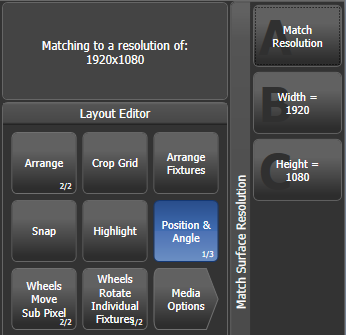 Matching to a resolution of:
1920x1080
Layout Editor
Arrange
2/2
Crop Grid
Arrange
Fixtures
Snap
Highlight
Position &
Angle
1/3
Wheels
Move
Sub Pixel
2/2
Wheels
Rotate
Individual
Fixtures
2/2
Media
Options
Match Surface Resolution
A
Match
Resolution
B
Width =
1920
C
Height =
1080